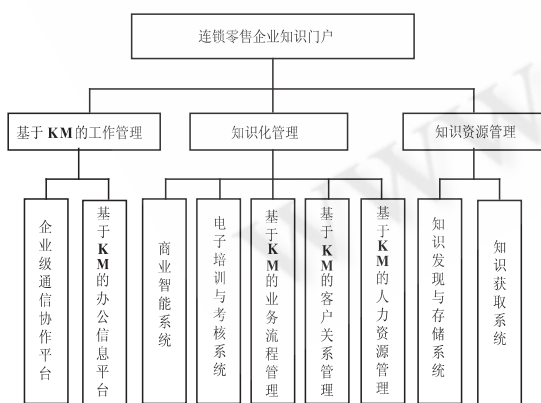 连锁零售企业知识门户
基于 KM 的工作管理
知识化管理
知识资源管理
企业级通信协作平台
基于KM的办公信息平台
商业智能系统
电子培训与考核系统
基于KM的业务流程管理
基于KM的客户关系管理
基于KM的人力资源管理
知识发现与存储系统
知识获取系统
WWW